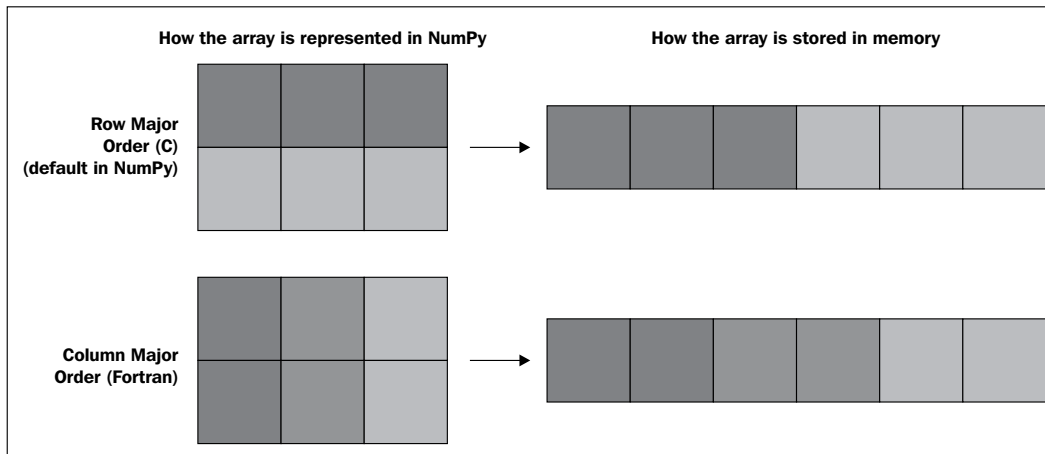 How the array is represented in NumPy
How the array is stored in memory
Row Major
Order (C)
(default in NumPy)
Column Major
Order (Fortran)